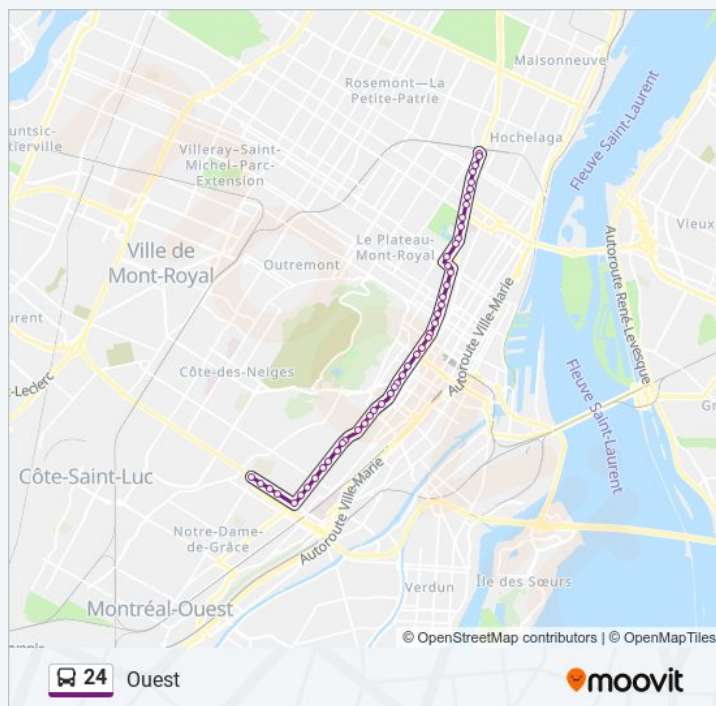 Maisonneuve
Rosemont—La
Petite-Patrie
untsic-
tierville
Hochelaga
Villeray–Saint-
Michel–Parc-
Extension
Fleuve Saint-Laurent
Vieux
Le Plateau-
Mont-Royal
Ville de
Mont-Royal
Outremont
Autoroute Ville-Marie
Autoroute René-Levesque
urent
Côte-des-Neiges
-Leclerc
Fleuve Saint-Laurent
Gr
Côte-Saint-Luc
Autoroute Ville-Marie
Notre-Dame-
de-Grâce
Verdun
Île des Sœurs
Montréal-Ouest
© OpenStreetMap contributors | © OpenMapTiles
24 Ouest
moovit